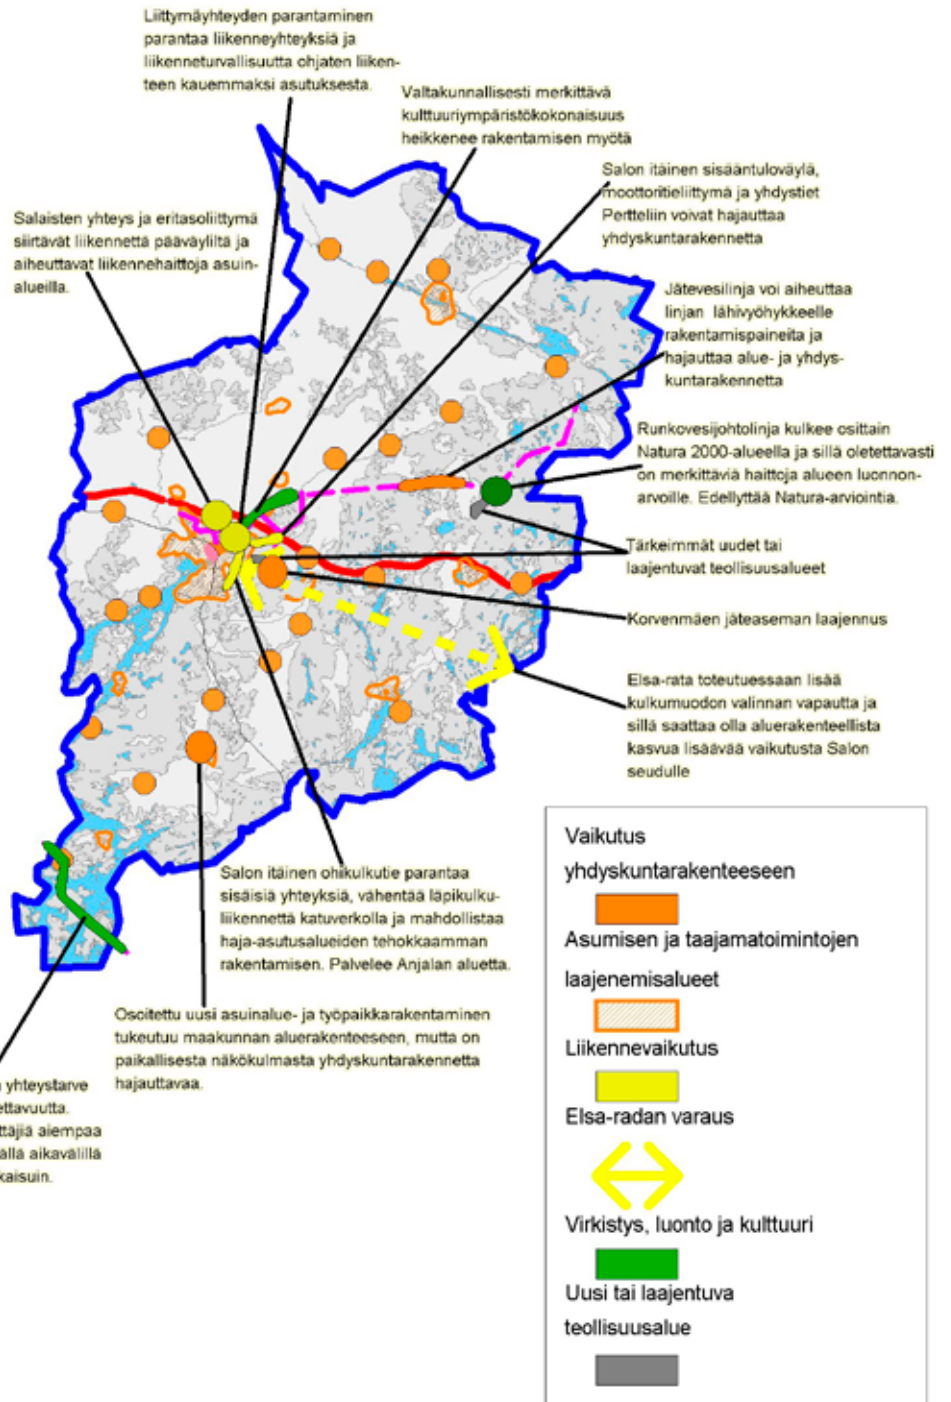 Liittymäyhteyden parantaminen
parantaa liikenneyhteyksiä ja
liikenneturvallisuutta ohjaten liiken-
teen kauemmaksi asutuksesta.
Valtakunnallisesti merkittävä
kulttuuriympäristökokonaisuus
heikkenee rakentamisen myötä
Salon itäinen sisääntuloväylä,
moottoritieliittymä ja yhdystiet
Pertteliin voivat hajauttaa
yhdyskuntarakennetta
Salaisten yhteys ja eritasoliittymä
siirtävät liikennettä pääväyliltä ja
aiheuttavat liikennehaittoja asuin-
alueilla.
Jätevesilinja voi aiheuttaa
linjan lähivyöhykkeelle
rakentamispaineita ja
hajauttaa alue- ja yhdys-
kuntarakennetta
Runkovesijohtolinja kulkee osittain
Natura 2000-alueella ja sillä oletettavasti
on merkittäviä haittoja alueen luonnon-
arvoille. Edellyttää Natura-arviointia.
Tärkeimmät uudet tai
laajentuvat teollisuusalueet
Korvenmäen jäteaseman laajennus
Elsa-rata toteutuessaan lisää
kulkumuodon valinnan vapautta ja
sillä saattaa olla aluerakenteellista
kasvua lisäävää vaikutusta Salon
seudulle
Salon itäinen ohikulkutie parantaa
sisäisiä yhteyksiä, vähentää läpikulku-
liikennettä katuverkolla ja mahdollistaa
haja-asutusalueiden tehokkaamman
rakentamisen. Palvelee Anjalan aluetta.
Osoitettu uusi asuinalue- ja työpaikkarakentaminen
tukeutuu maakunnan aluerakenteeseen, mutta on
paikallisesta näkökulmasta yhdyskuntarakennetta
hajauttavaa.
yhteystarve
ettavuutta.
ttäjiä aiempaa
ällä aikavälillä
kaisuin.
Vaikutus
yhdyskuntarakenteeseen
Asumisen ja taajamatoimintojen
laajenemisalueet
Liikennevaikutus
Elsa-radan varaus
Virkistys, luonto ja kulttuuri
Uusi tai laajentuva
teollisuusalue